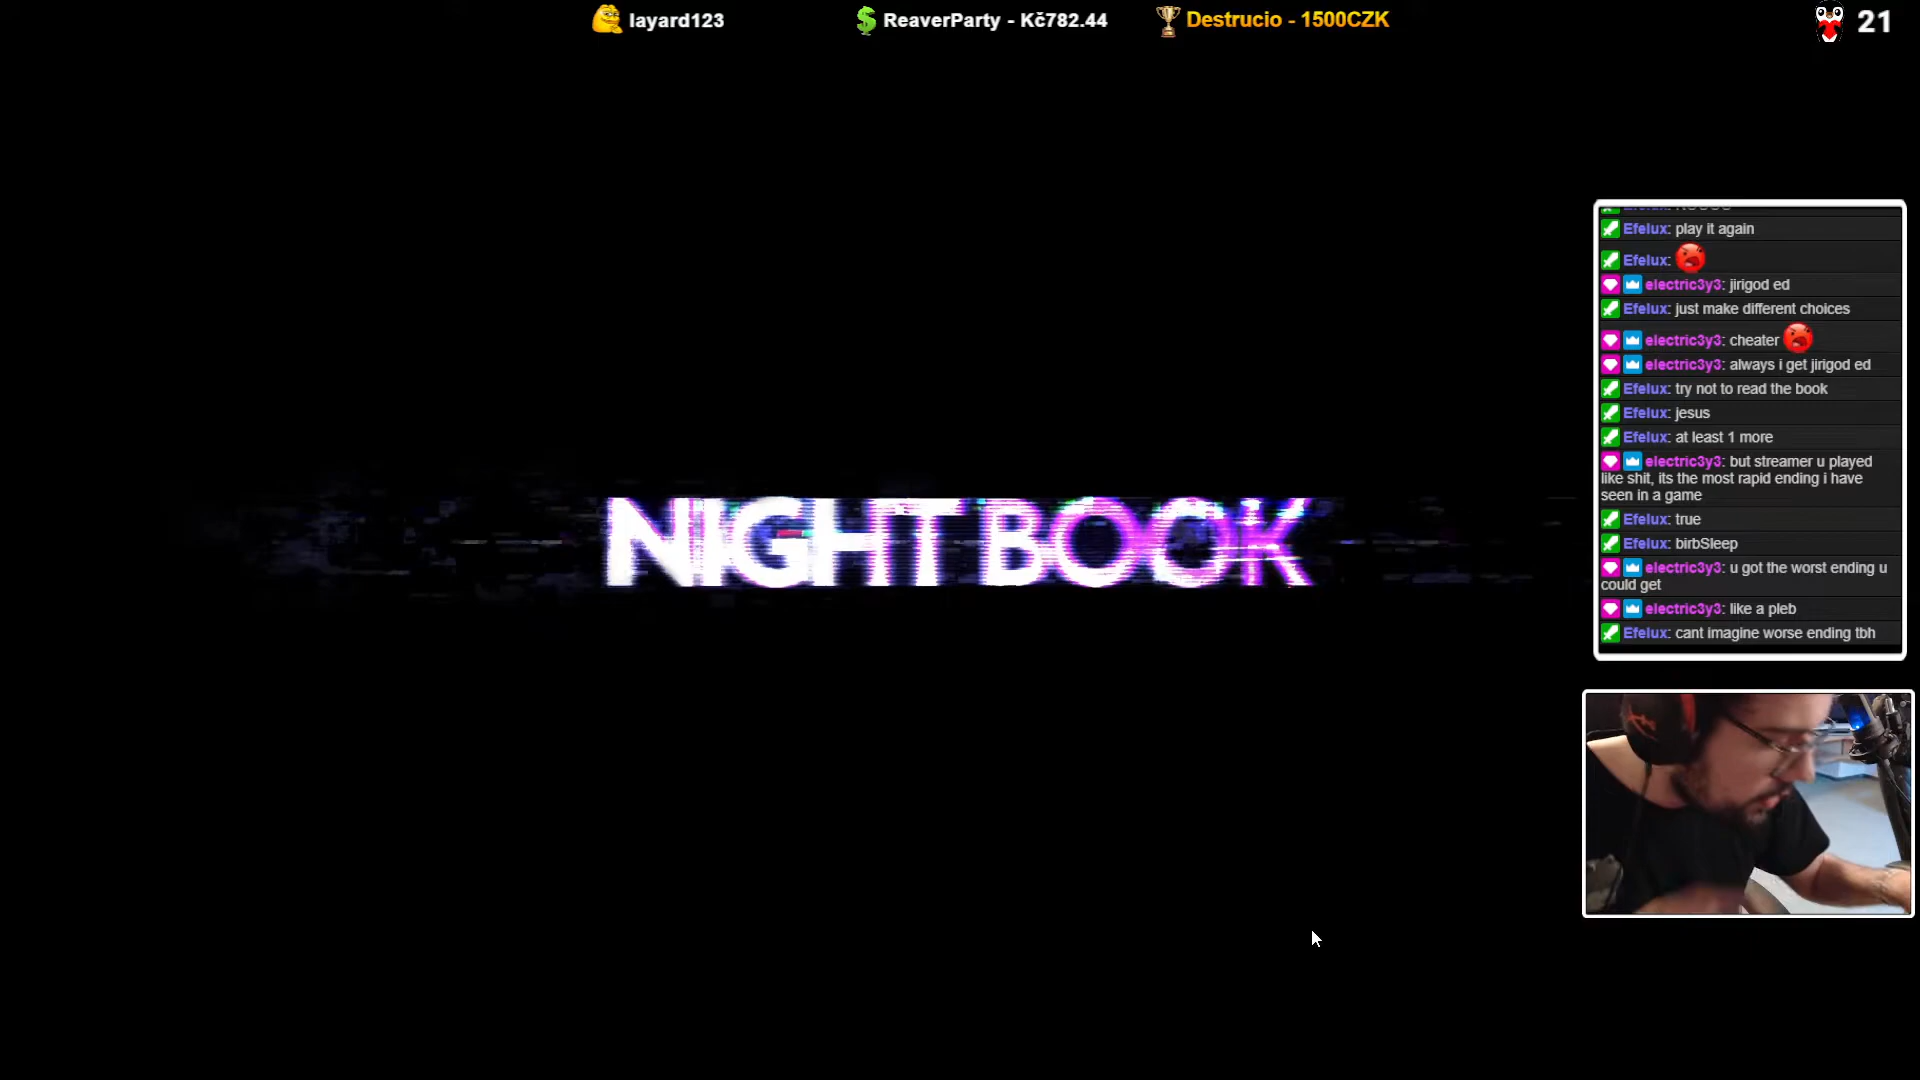 layard123
ReaverParty - Kč782.44
Destrucio - 1500CZK
21
Efelux: play it again
Efelux:
electric3y3: jirigod ed
Efelux: just make different choices
electric3y3: cheater
electric3y3: always i get jirigod ed
Efelux: try not to read the book
Efelux: jesus
Efelux: at least 1 more
electric3y3: but streamer u played
like shit, its the most rapid ending i have
seen in a game
Efelux: true
Efelux: birbSleep
electric3y3: u got the worst ending u
could get
electric3y3: like a pleb
Efelux: cant imagine worse ending tbh
NIGHT BOOK